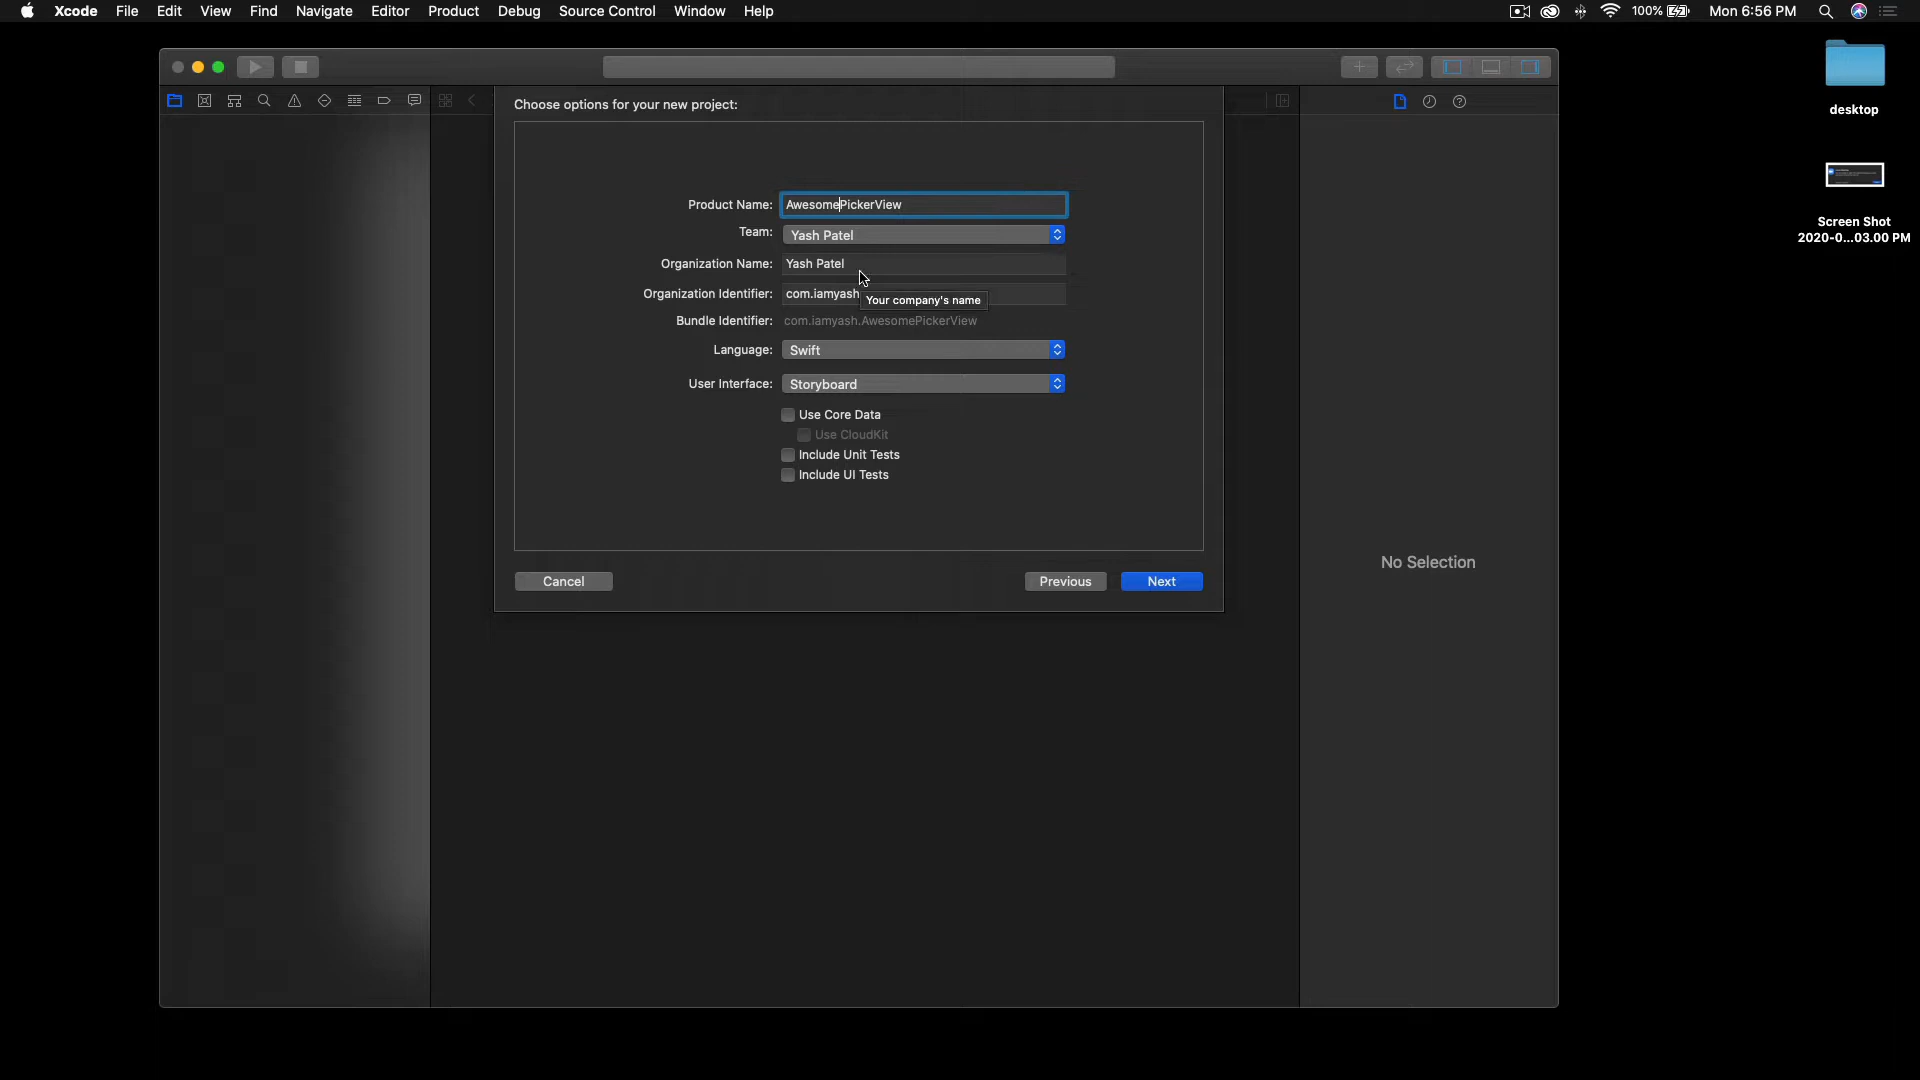 Xcode File Edit View Find Navigate Editor Product Debug Source Control Window Help 100% Mon 6:56 PM
desktop
Screen Shot
2020-0...03.00 PM
Choose options for your new project:
Product Name: AwesomePickerView
Team: Yash Patel
Organization Name: Yash Patel
Organization Identifier: com.iamyash
Your company's name
Bundle Identifier: com.iamyash.AwesomePickerView
Language: Swift
User Interface: Storyboard
Use Core Data
Use CloudKit
Include Unit Tests
Include UI Tests
Cancel Previous Next
No Selection